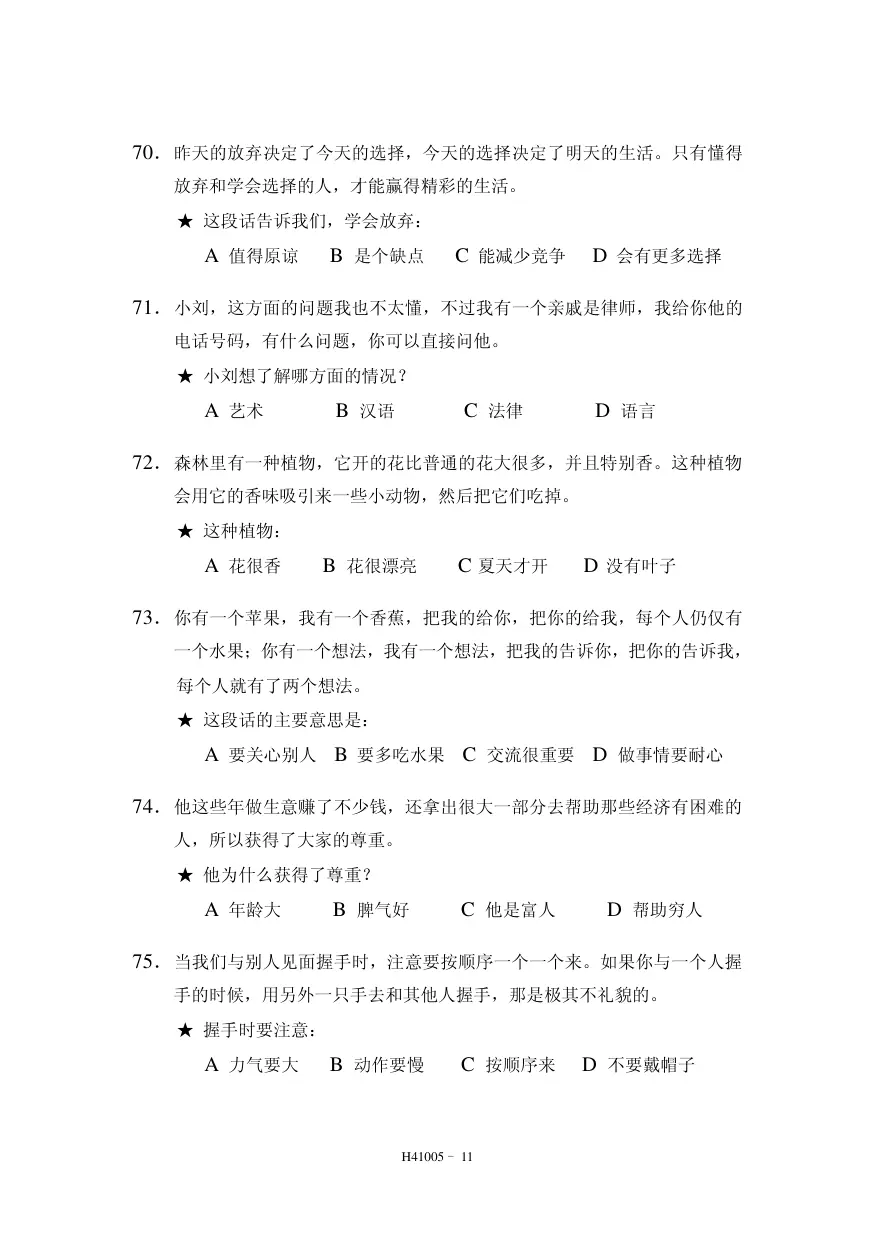 70．昨天的放弃决定了今天的选择，今天的选择决定了明天的生活。只有懂得
放弃和学会选择的人，才能赢得精彩的生活。
★ 这段话告诉我们，学会放弃：
A 值得原谅 B 是个缺点 C 能减少竞争 D 会有更多选择
71．小刘，这方面的问题我也不太懂，不过我有一个亲戚是律师，我给你他的
电话号码，有什么问题，你可以直接问他。
★ 小刘想了解哪方面的情况？
A 艺术 B 汉语 C 法律 D 语言
72．森林里有一种植物，它开的花比普通的花大很多，并且特别香。这种植物
会用它的香味吸引来一些小动物，然后把它们吃掉。
★ 这种植物：
A 花很香 B 花很漂亮 C 夏天才开 D 没有叶子
73．你有一个苹果，我有一个香蕉，把我的给你，把你的给我，每个人仍仅有
一个水果；你有一个想法，我有一个想法，把我的告诉你，把你的告诉我，
每个人就有了两个想法。
★ 这段话的主要意思是：
A 要关心别人 B 要多吃水果 C 交流很重要 D 做事情要耐心
74．他这些年做生意赚了不少钱，还拿出很大一部分去帮助那些经济有困难的
人，所以获得了大家的尊重。
★ 他为什么获得了尊重？
A 年龄大 B 脾气好 C 他是富人 D 帮助穷人
75．当我们与别人见面握手时，注意要按顺序一个一个来。如果你与一个人握
手的时候，用另外一只手去和其他人握手，那是极其不礼貌的。
★ 握手时要注意：
A 力气要大 B 动作要慢 C 按顺序来 D 不要戴帽子
H41005– 11